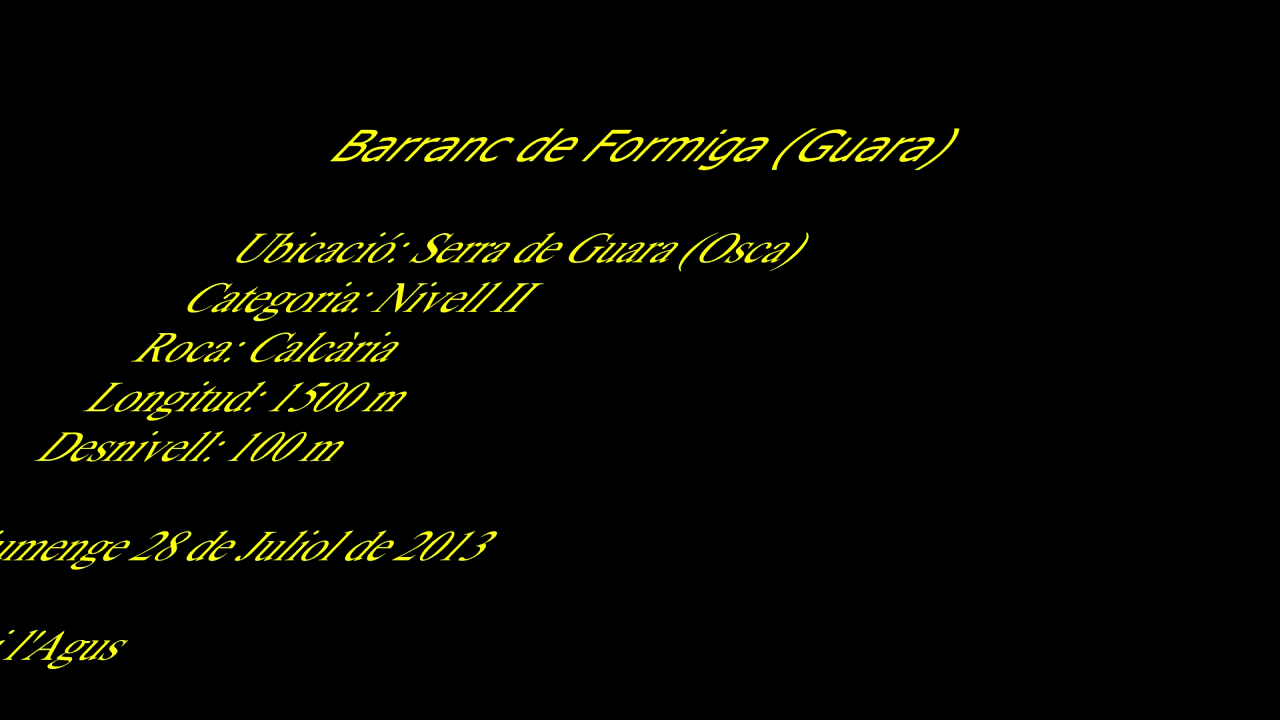 Barranc de Formiga (Guara)
Ubicació: Serra de Guara (Osca)
Categoria: Nivell II
Roca: Calcària
Longitud: 1500 m
Desnivell: 100 m
28 de Juliol de 2013
i l'Agus